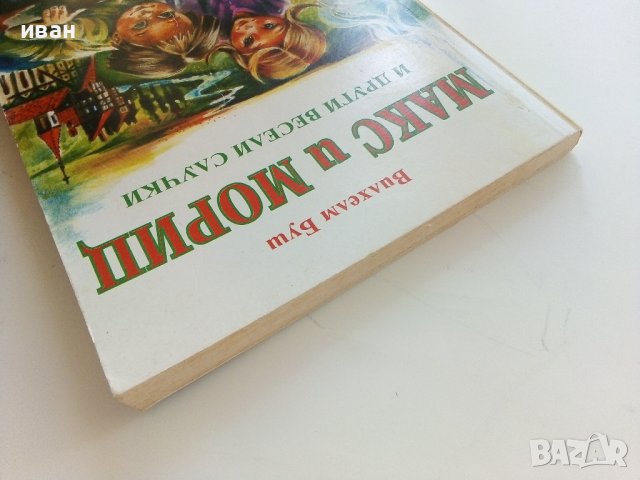 иван
Вилхелм Буш
МАКС и МОРИЦ
И ДРУГИ ВЕСЕЛИ СЛУЧКИ
BAZAR